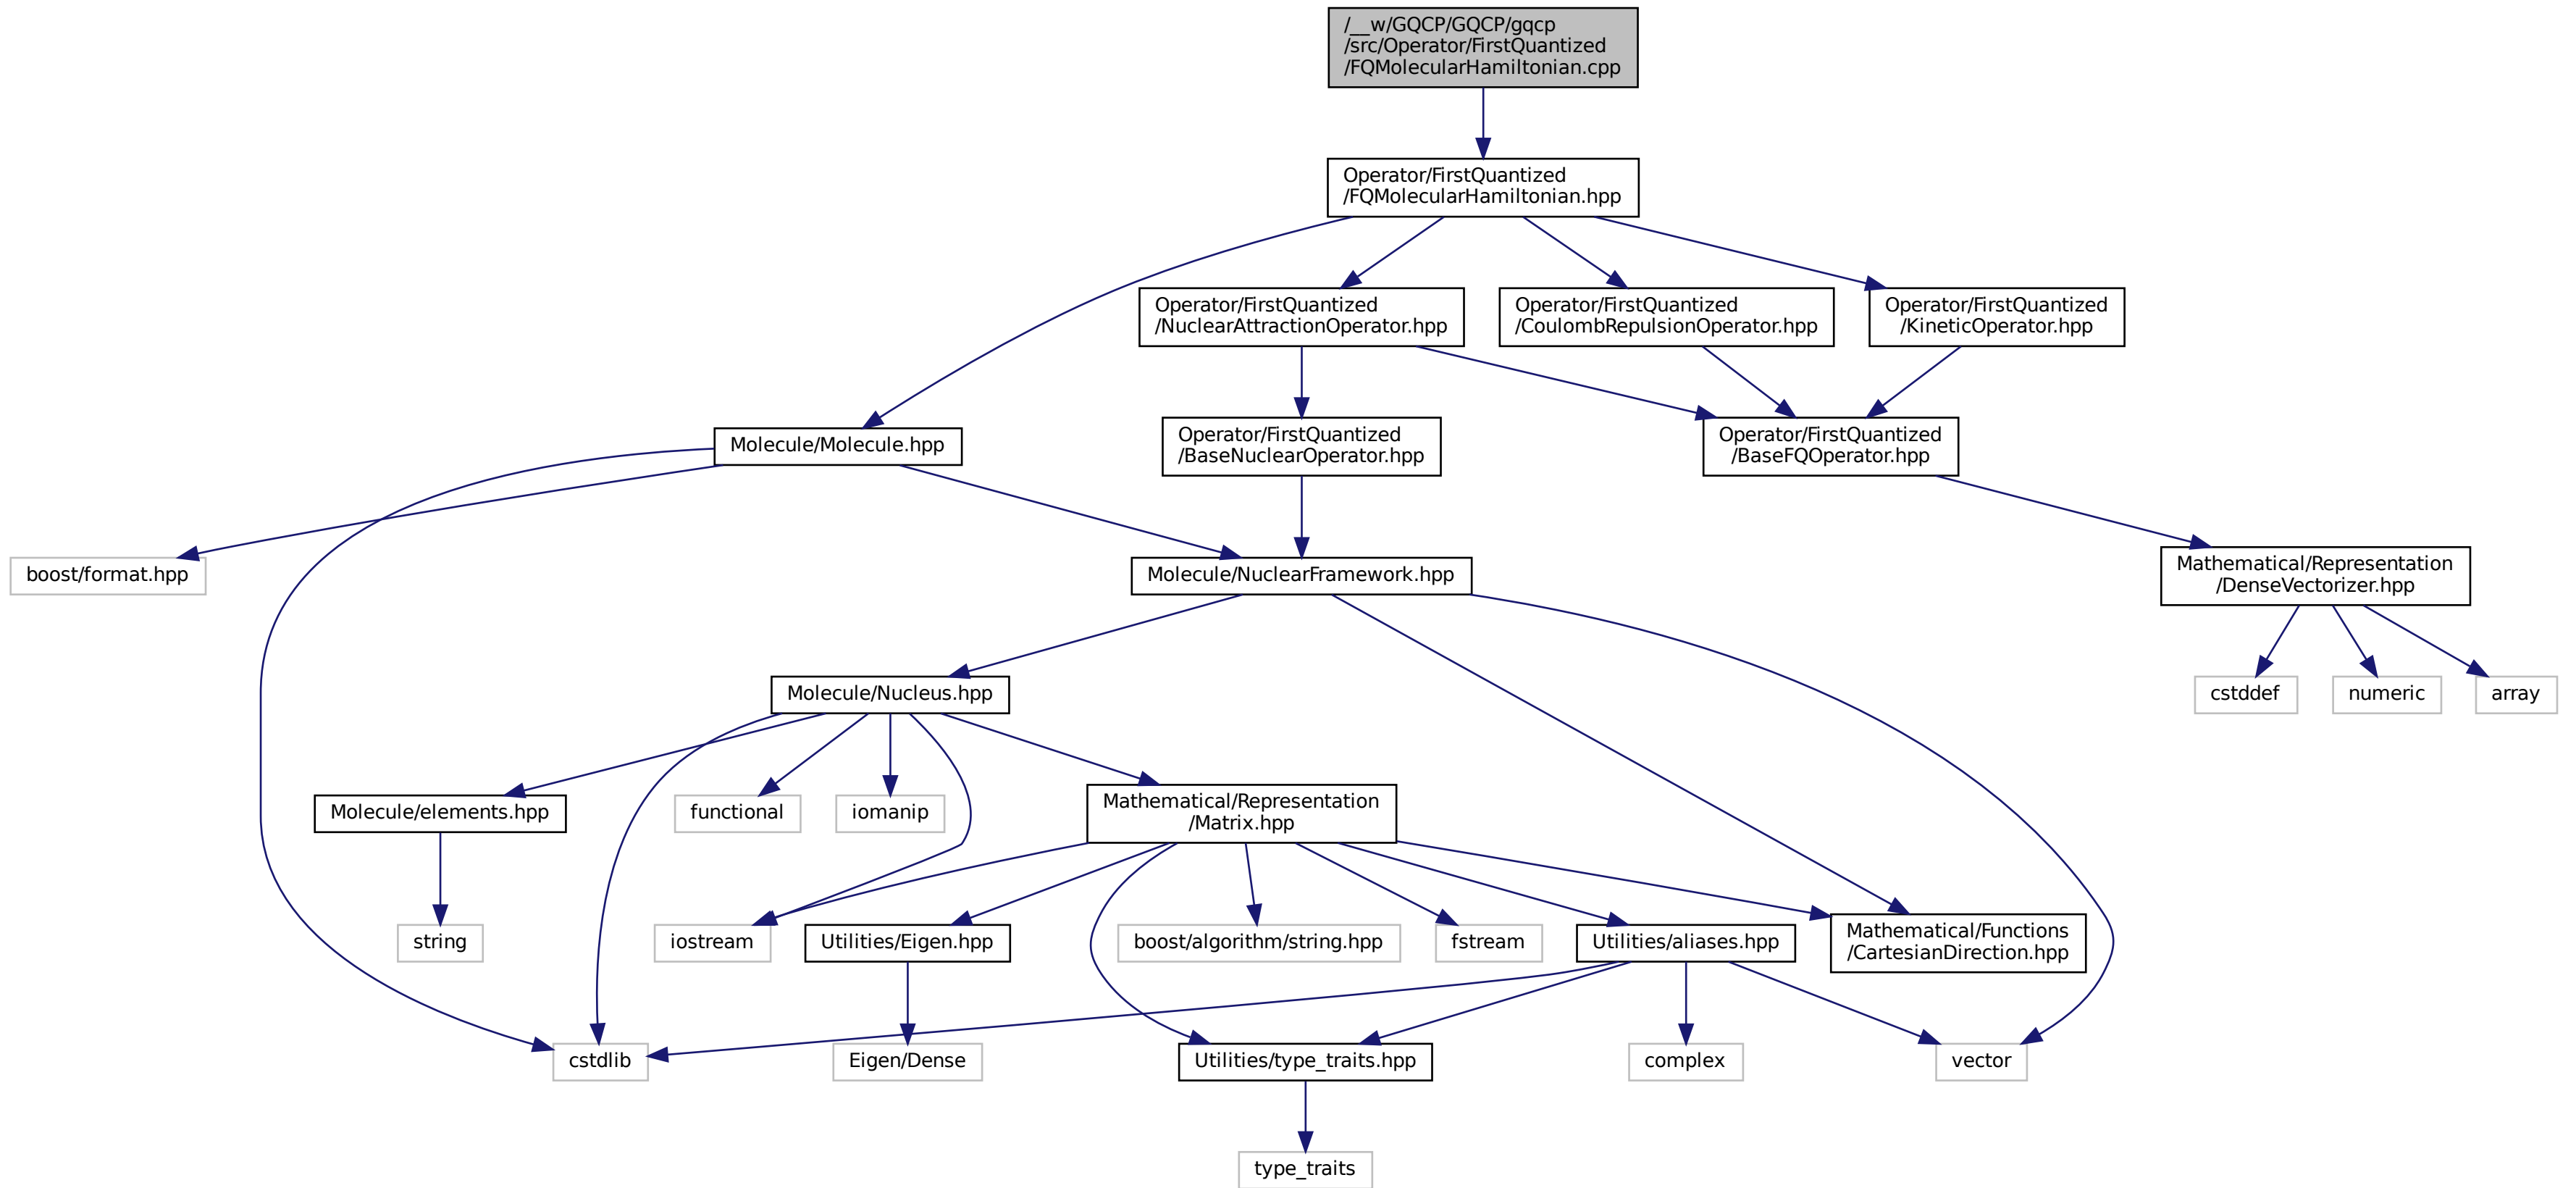 /__w/GQCP/GQCP/gqcp
/src/Operator/FirstQuantized
/FQMolecularHamiltonian.cpp
Operator/FirstQuantized
/FQMolecularHamiltonian.hpp
Operator/FirstQuantized
/NuclearAttractionOperator.hpp
Operator/FirstQuantized
/CoulombRepulsionOperator.hpp
Operator/FirstQuantized
/KineticOperator.hpp
Molecule/Molecule.hpp
Operator/FirstQuantized
/BaseNuclearOperator.hpp
Operator/FirstQuantized
/BaseFQOperator.hpp
boost/format.hpp
Molecule/NuclearFramework.hpp
Mathematical/Representation
/DenseVectorizer.hpp
Molecule/Nucleus.hpp
cstddef
numeric
array
Molecule/elements.hpp
functional
iomanip
Mathematical/Representation
/Matrix.hpp
string
iostream
Utilities/Eigen.hpp
boost/algorithm/string.hpp
fstream
Utilities/aliases.hpp
Mathematical/Functions
/CartesianDirection.hpp
cstdlib
Eigen/Dense
Utilities/type_traits.hpp
complex
vector
type_traits